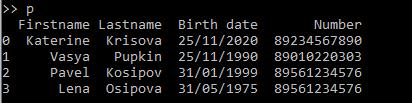 >> p
Firstname Lastname Birth date Number
0 Katerine Krisova 25/11/2020 89234567890
1 Vasya Pupkin 25/11/1990 89010220303
2 Pavel Kosipov 31/01/1999 89561234576
3 Lena Osipova 31/05/1975 89561234576